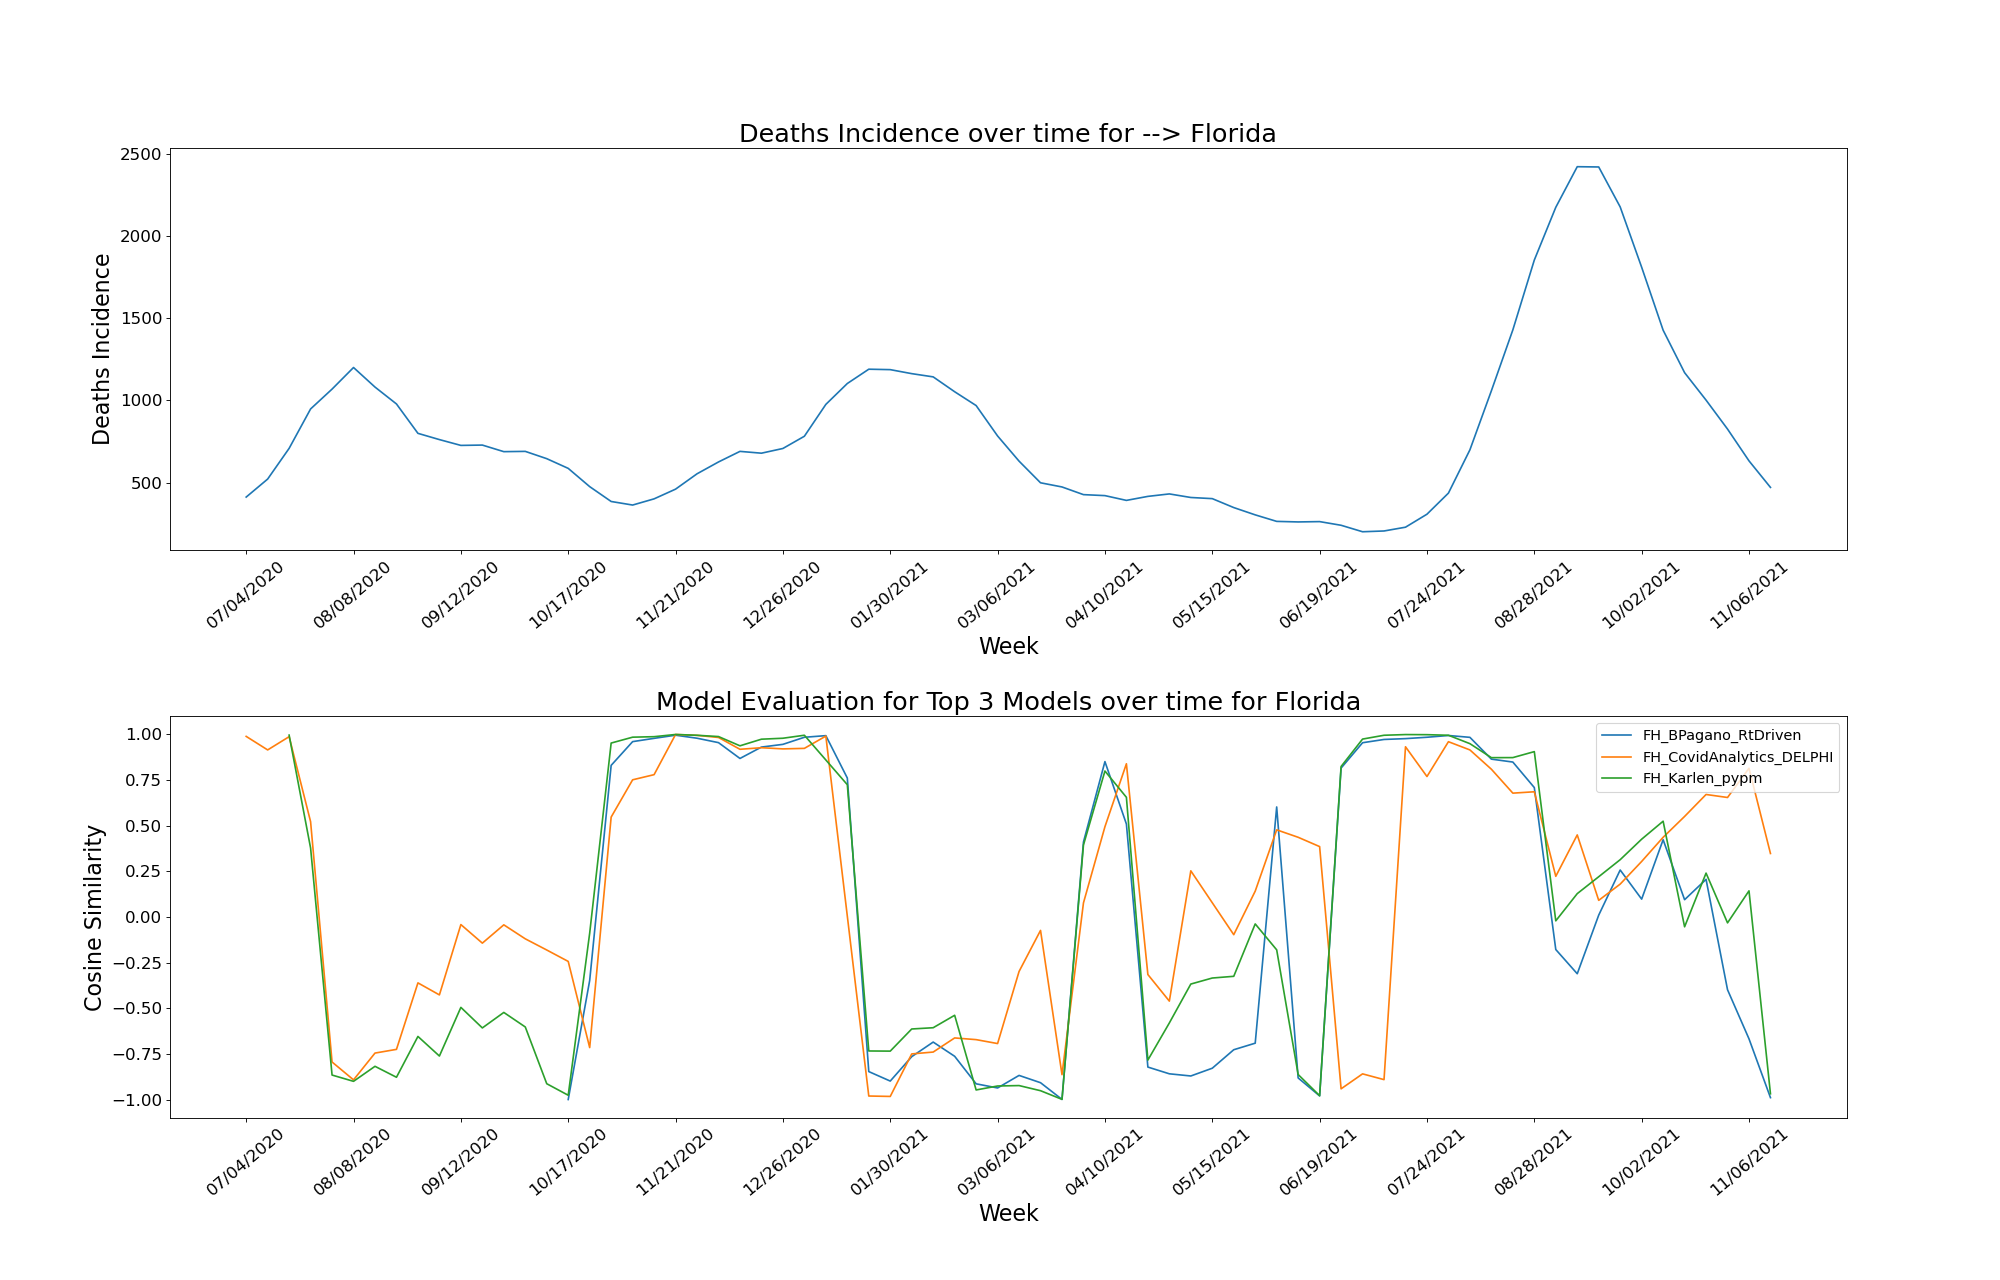 Deaths Incidence over time for --> Florida
2500
2000
1500
1000
500
Deaths Incidence
07/04/2020 08/08/2020 09/12/2020 10/17/2020 11/21/2020 12/26/2020 01/30/2021 03/06/2021 04/10/2021 05/15/2021 06/19/2021 07/24/2021 08/28/2021 10/02/2021 11/06/2021
Week
Model Evaluation for Top 3 Models over time for Florida
1.00
0.75
0.50
0.25
0.00
−0.25
−0.50
−0.75
−1.00
Cosine Similarity
FH_BPagano_RtDriven
FH_CovidAnalytics_DELPHI
FH_Karlen_pypm
07/04/2020 08/08/2020 09/12/2020 10/17/2020 11/21/2020 12/26/2020 01/30/2021 03/06/2021 04/10/2021 05/15/2021 06/19/2021 07/24/2021 08/28/2021 10/02/2021 11/06/2021
Week